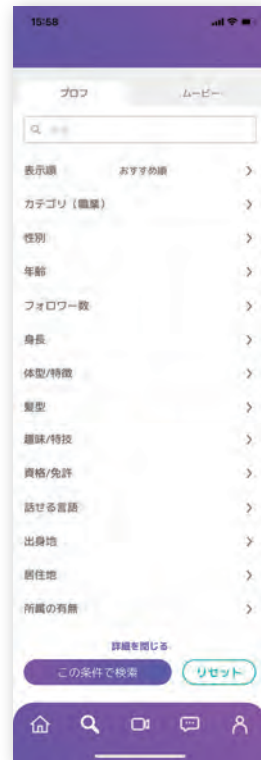 15:58
プロフ
ムービー
表示順 おすすめ順
カテゴリ（職業）
性別
年齢
フォロワー数
身長
体型/特徴
髪型
趣味/特技
資格/免許
話せる言語
出身地
居住地
所属の有無
詳細を閉じる
この条件で検索
リセット